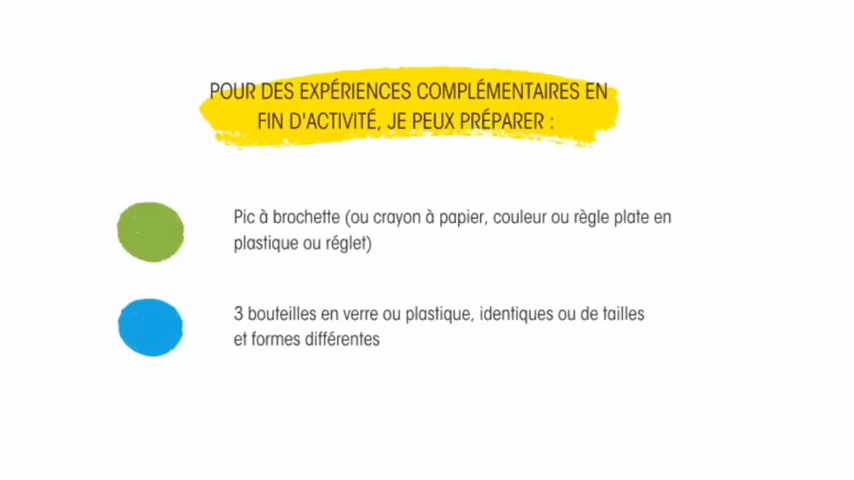 POUR DES EXPÉRIENCES COMPLÉMENTAIRES EN
FIN D'ACTIVITÉ, JE PEUX PRÉPARER :
Pic à brochette (ou crayon à papier, couleur ou règle plate en
plastique ou réglet)
3 bouteilles en verre ou plastique, identiques ou de tailles
et formes différentes